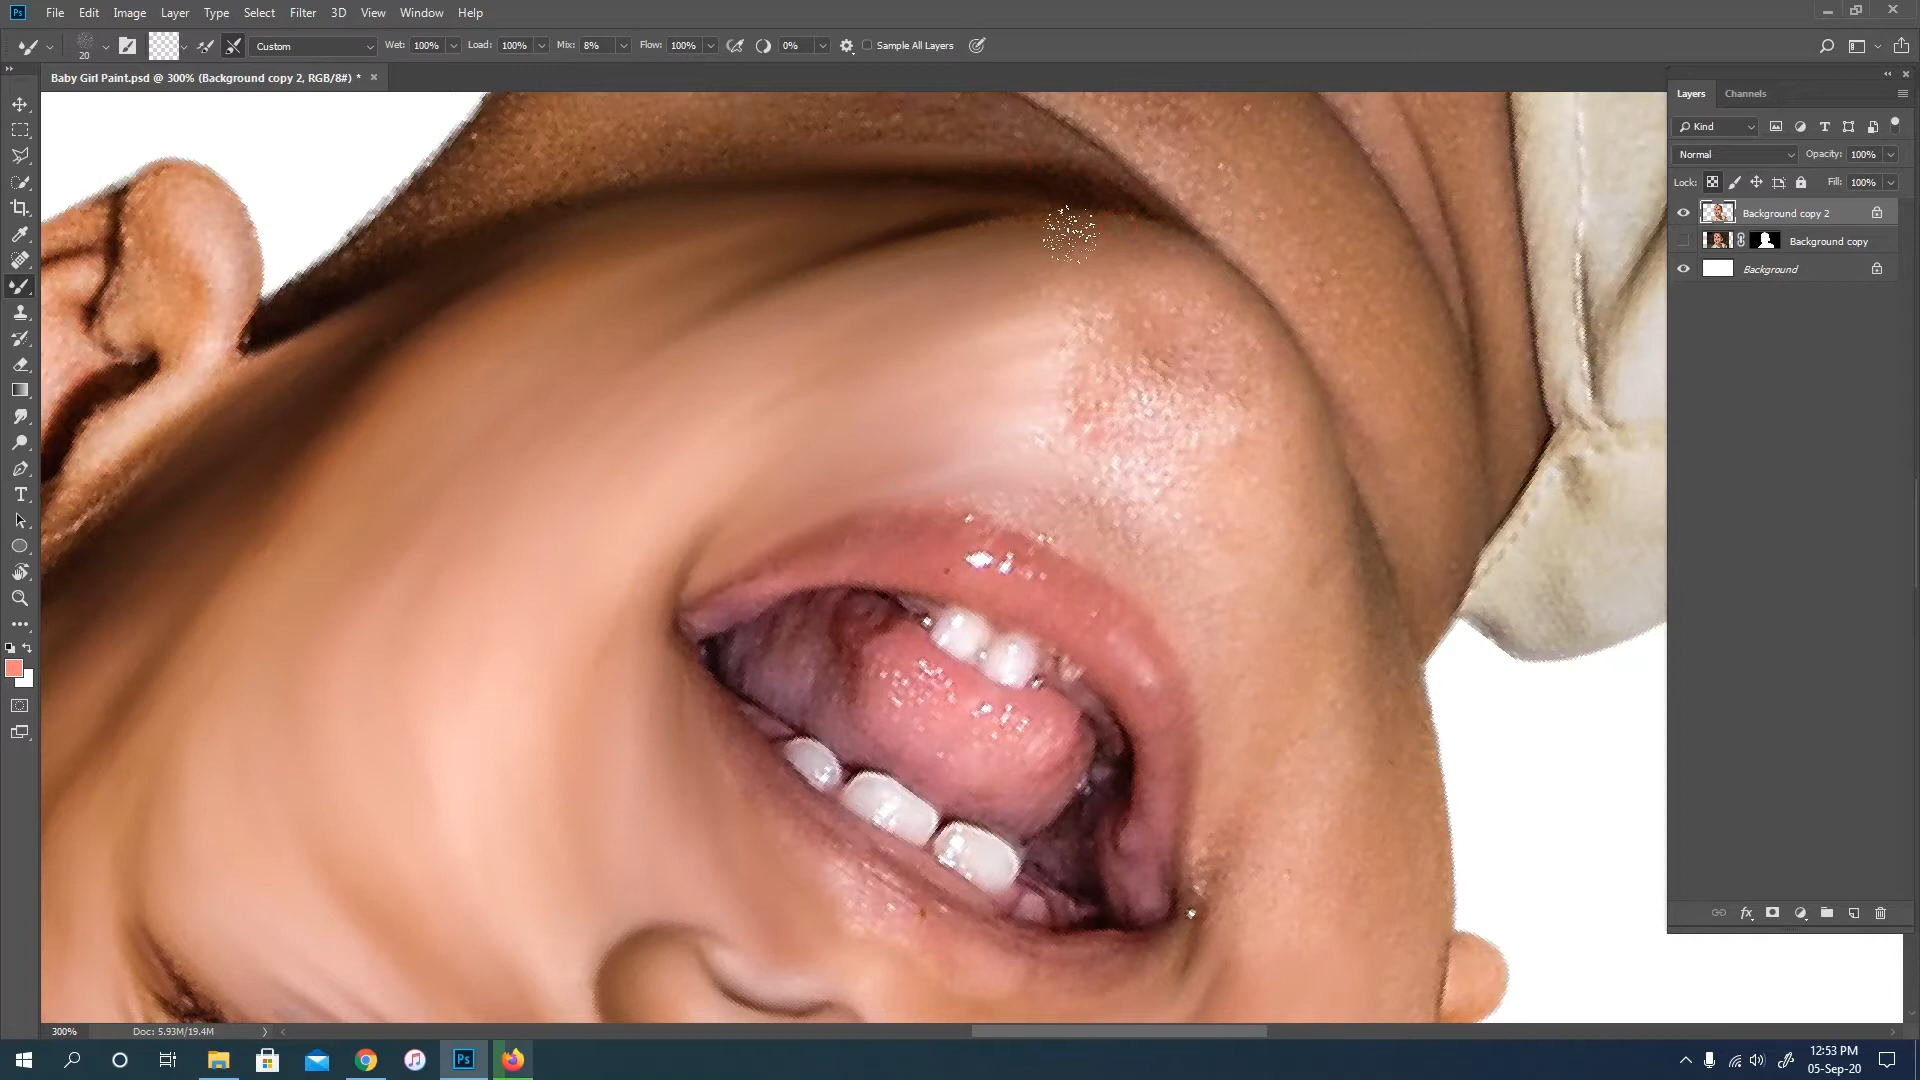 Ps File Edit Image Layer Type Select Filter 3D View Window Help
20 Custom Wet: 100% Load: 100% Mix: 8% Flow: 100% 0% Sample All Layers
Baby Girl Paint.psd @ 300% (Background copy 2, RGB/8#) *
Layers Channels
Kind
Normal Opacity: 100%
Lock: Fill: 100%
Background copy 2
Background copy
Background
fx
300% Doc: 5.93M/19.4M
Ps
12:53 PM
05-Sep-20